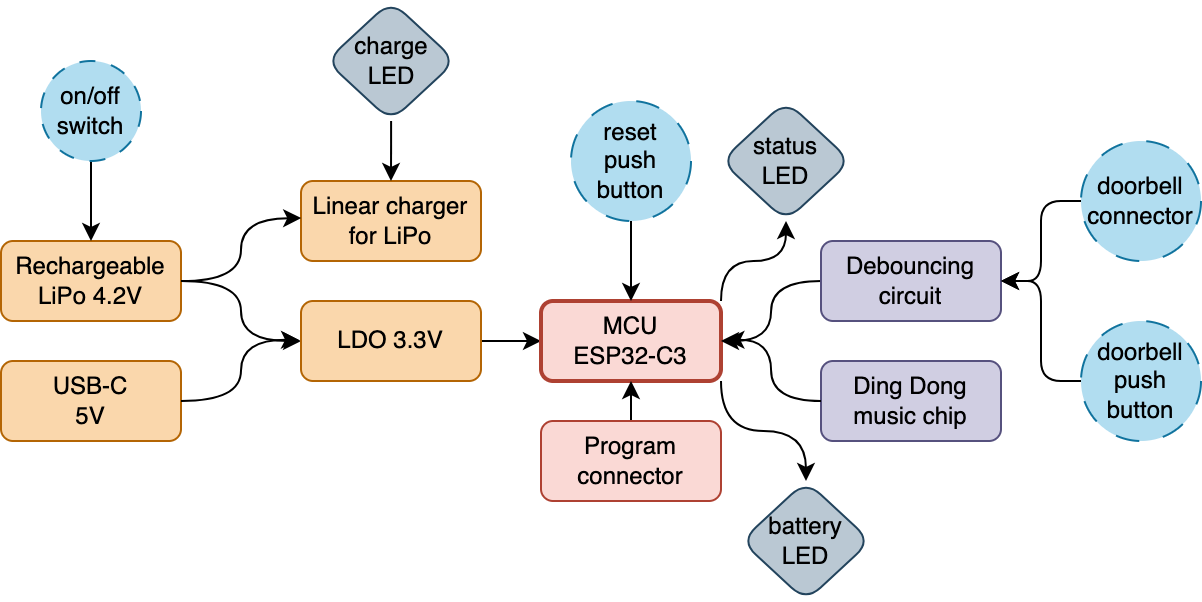 charge
LED
on/off
switch
reset
push
button
status
LED
doorbell
connector
Linear charger
for LiPo
Rechargeable
LiPo 4.2V
Debouncing
circuit
LDO 3.3V
MCU
ESP32-C3
USB-C
5V
Ding Dong
music chip
doorbell
push
button
Program
connector
battery
LED